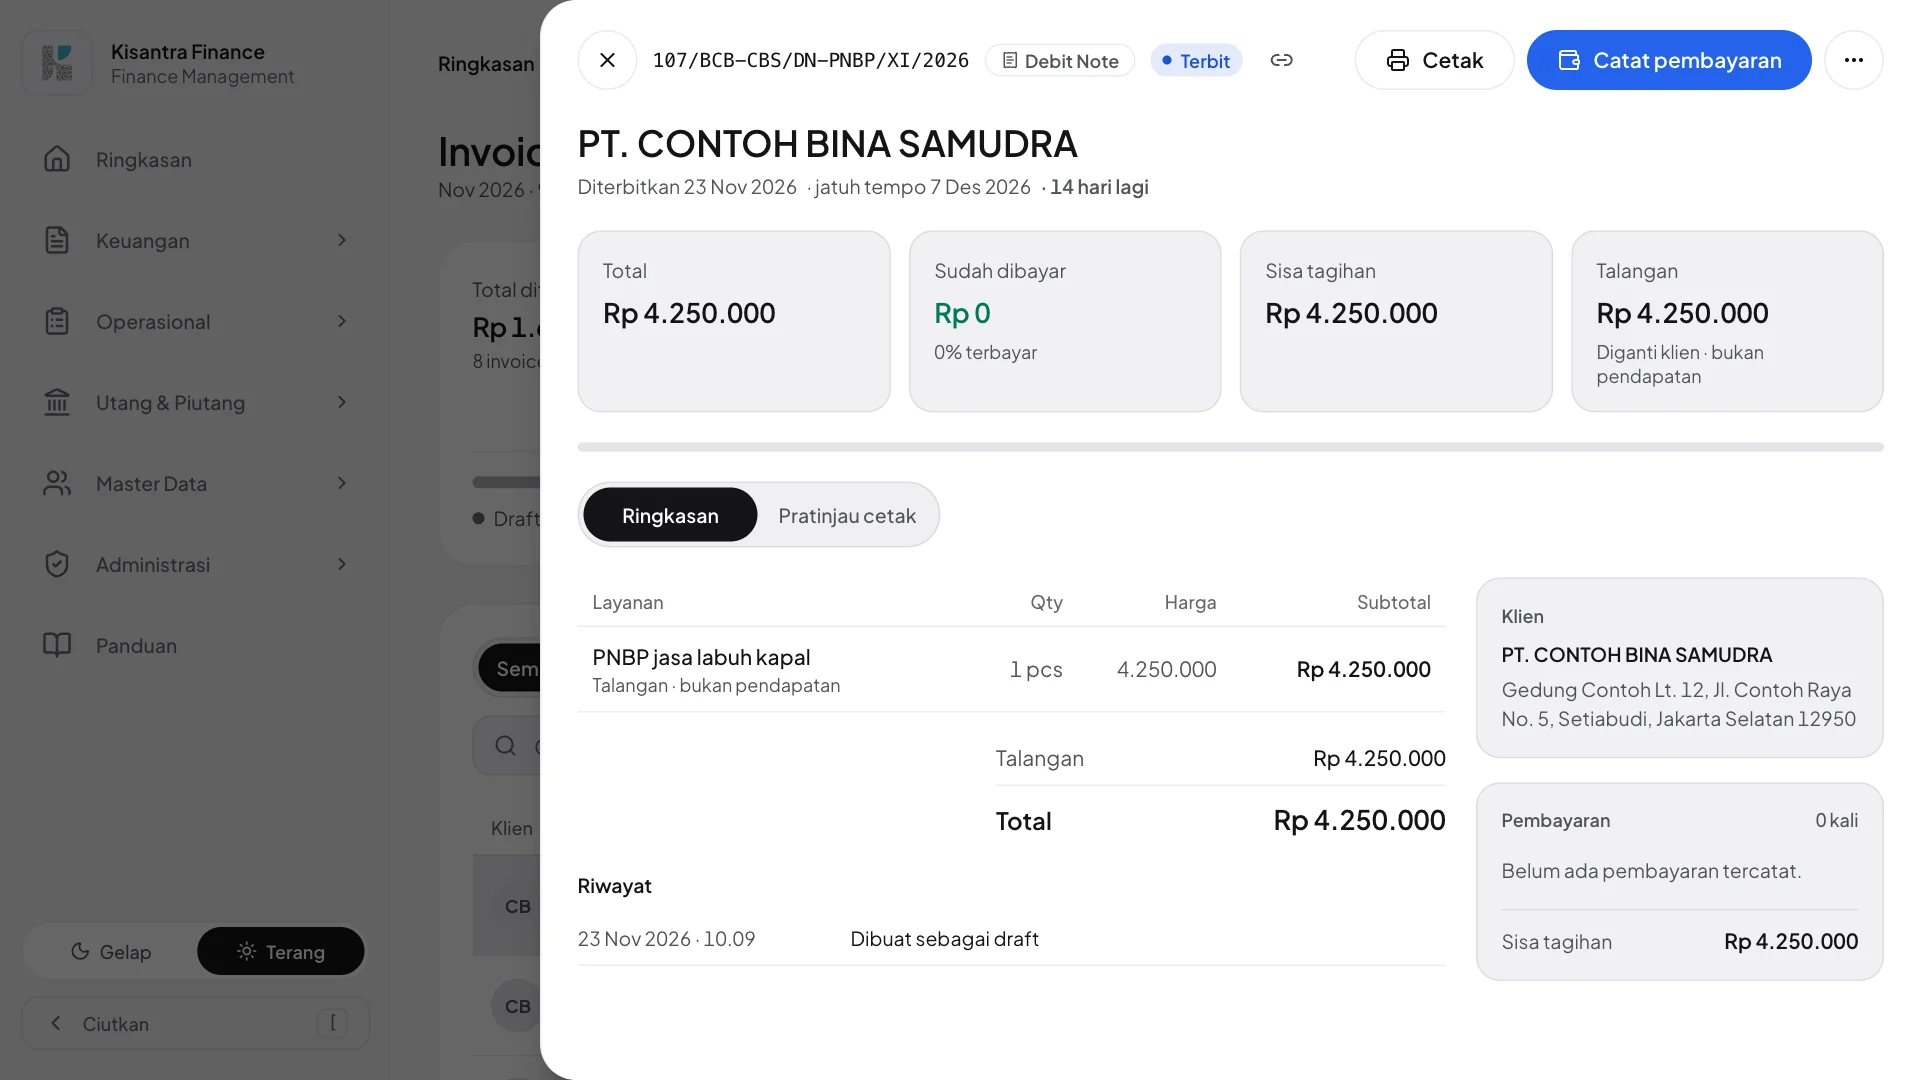 Kisantra Finance
Finance Management
Ringkasan
Keuangan
Operasional
Utang & Piutang
Master Data
Administrasi
Panduan
Gelap
Terang
Ciutkan
[
Ringkasan
Nov 2026 ·
Rp 1.
8 invoice
Draft
Klien
CB
CB
107/BCB-CBS/DN-PNBP/XI/2026
Debit Note
Terbit
Cetak
Catat pembayaran
PT. CONTOH BINA SAMUDRA
Diterbitkan 23 Nov 2026 · jatuh tempo 7 Des 2026 · 14 hari lagi
Total
Rp 4.250.000
Sudah dibayar
Rp 0
0% terbayar
Sisa tagihan
Rp 4.250.000
Talangan
Rp 4.250.000
Diganti klien · bukan
pendapatan
Ringkasan
Pratinjau cetak
Layanan Qty Harga Subtotal
PNBP jasa labuh kapal 1 pcs 4.250.000 Rp 4.250.000
Talangan · bukan pendapatan
Talangan Rp 4.250.000
Total Rp 4.250.000
Riwayat
23 Nov 2026 · 10.09 Dibuat sebagai draft
Klien
PT. CONTOH BINA SAMUDRA
Gedung Contoh Lt. 12, Jl. Contoh Raya
No. 5, Setiabudi, Jakarta Selatan 12950
Pembayaran 0 kali
Belum ada pembayaran tercatat.
Sisa tagihan Rp 4.250.000